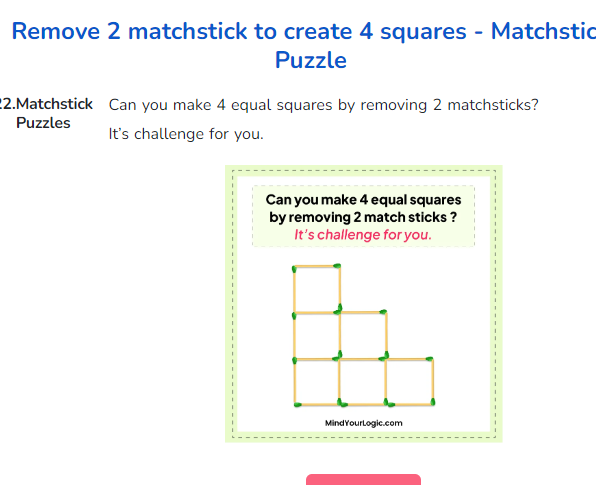 Remove 2 matchstick to create 4 squares - Matchstic
Puzzle
22.Matchstick
Puzzles
Can you make 4 equal squares by removing 2 matchsticks?
It's challenge for you.
Can you make 4 equal squares
by removing 2 match sticks ?
It's challenge for you.
MindYourLogic.com